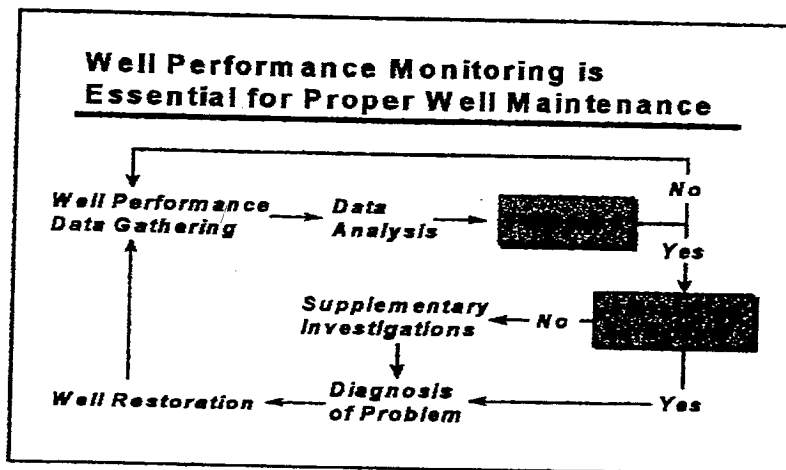 Well Performance Monitoring is
Essential for Proper Well Maintenance
No
Well Performance
Data Gathering
Data
Analysis
Yes
Supplementary
Investigations
No
Well Restoration
Diagnosis
of Problem
Yes